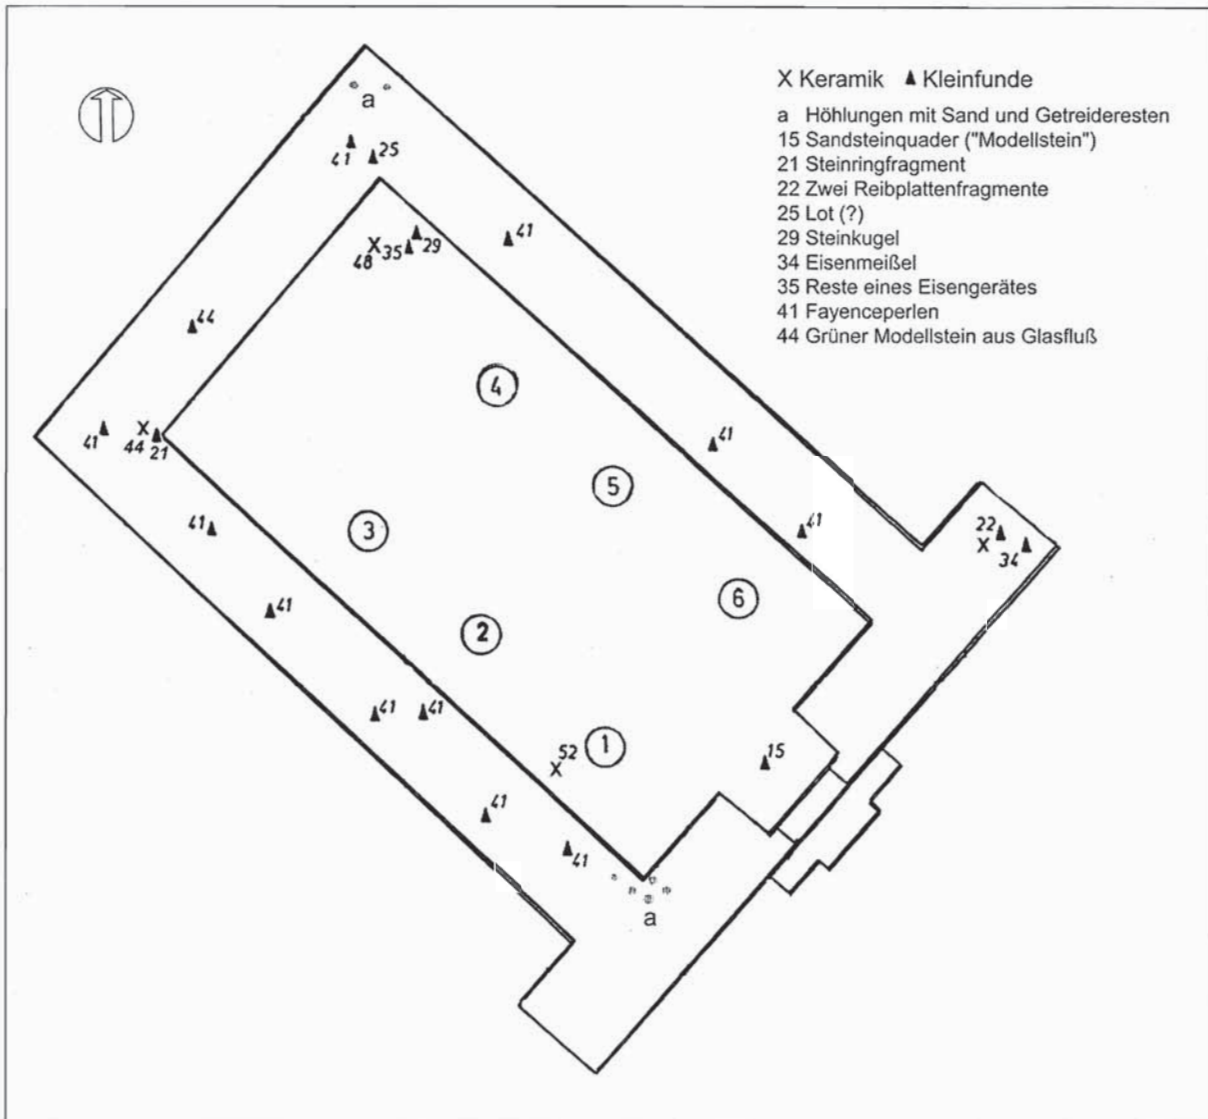 X Keramik ▲ Kleinfunde
a Höhlungen mit Sand und Getreideresten
15 Sandsteinquader ("Modellstein")
21 Steinringfragment
22 Zwei Reibplattenfragmente
25 Lot (?)
29 Steinkugel
34 Eisenmeißel
35 Reste eines Eisengerätes
41 Fayenceperlen
44 Grüner Modellstein aus Glasfluß
a
41
25
41
X
48
35
29
44
4
41
41
X
44
21
5
41
22
X
34
41
3
6
41
2
41
41
1
52
X
15
41
41
a